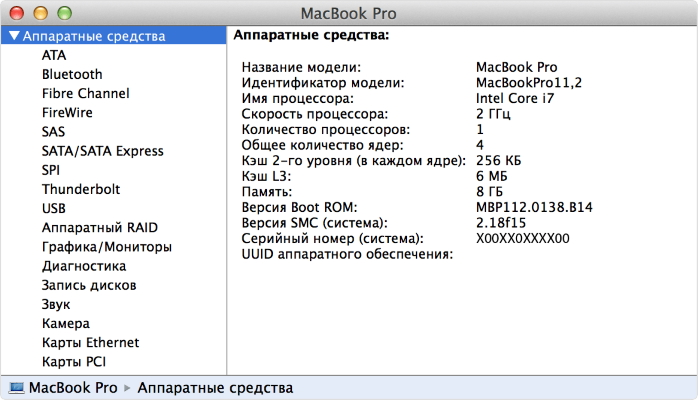 MacBook Pro
Аппаратные средства
ATA
Bluetooth
Fibre Channel
FireWire
SAS
SATA/SATA Express
SPI
Thunderbolt
USB
Аппаратный RAID
Графика/Мониторы
Диагностика
Запись дисков
Звук
Камера
Карты Ethernet
Карты PCI
Аппаратные средства:
Название модели: MacBook Pro
Идентификатор модели: MacBookPro11,2
Имя процессора: Intel Core i7
Скорость процессора: 2 ГГц
Количество процессоров: 1
Общее количество ядер: 4
Кэш 2-го уровня (в каждом ядре): 256 КБ
Кэш L3: 6 МБ
Память: 8 ГБ
Версия Boot ROM: MBP112.0138.B14
Версия SMC (система): 2.18f15
Серийный номер (система): X00XX0XXXX00
UUID аппаратного обеспечения:
MacBook Pro ▸ Аппаратные средства